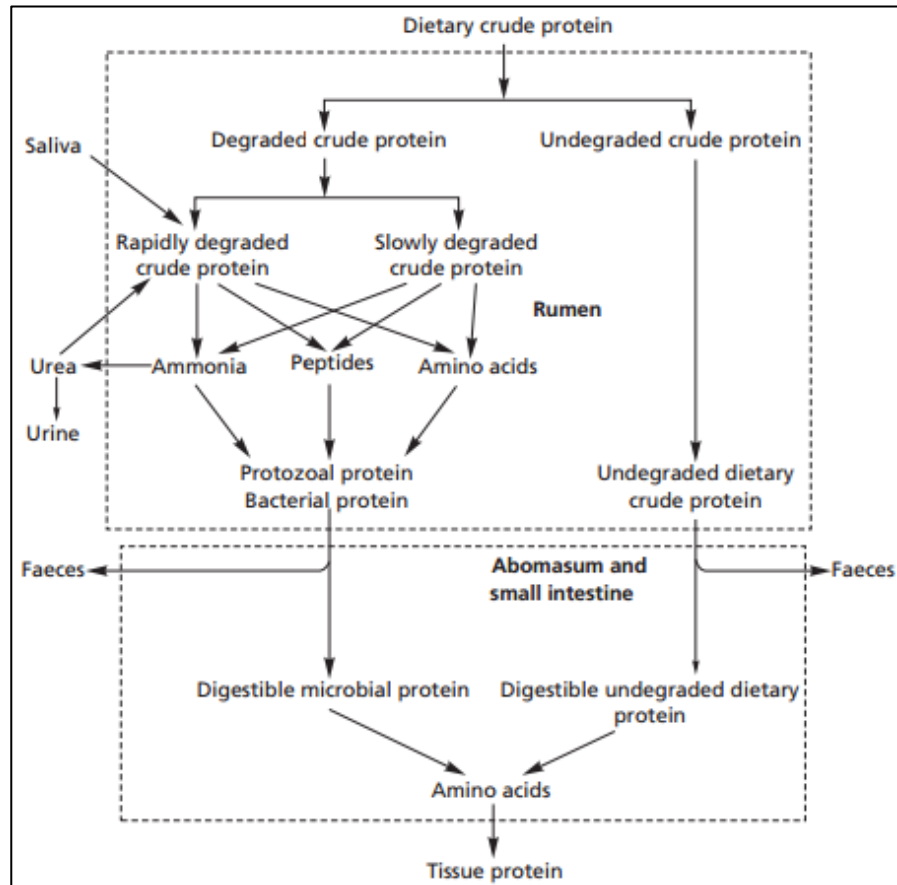 Dietary crude protein
Degraded crude protein
Undegraded crude protein
Saliva
Rapidly degraded
crude protein
Slowly degraded
crude protein
Rumen
Urea
Ammonia
Peptides
Amino acids
Urine
Protozoal protein
Bacterial protein
Undegraded dietary
crude protein
Faeces
Abomasum and
small intestine
Faeces
Digestible microbial protein
Digestible undegraded dietary
protein
Amino acids
Tissue protein